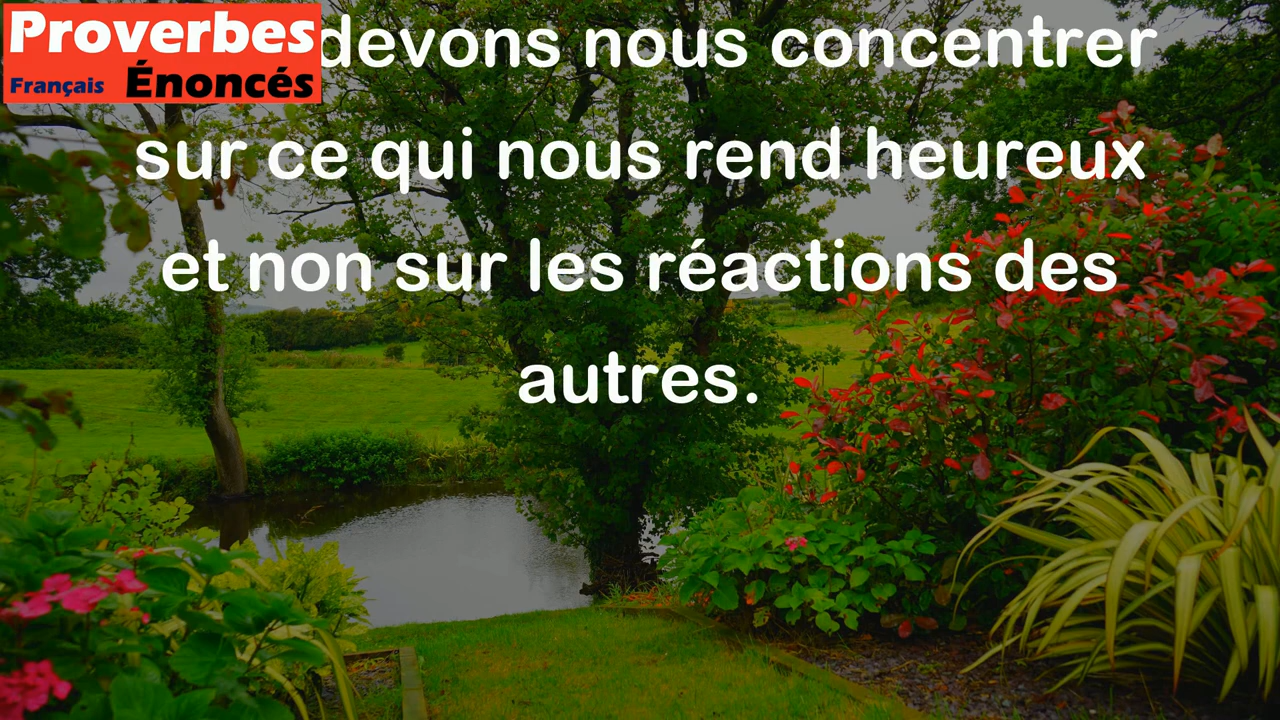 Proverbes
Français Énoncés
devons nous concentrer
sur ce qui nous rend heureux
et non sur les réactions des
autres.